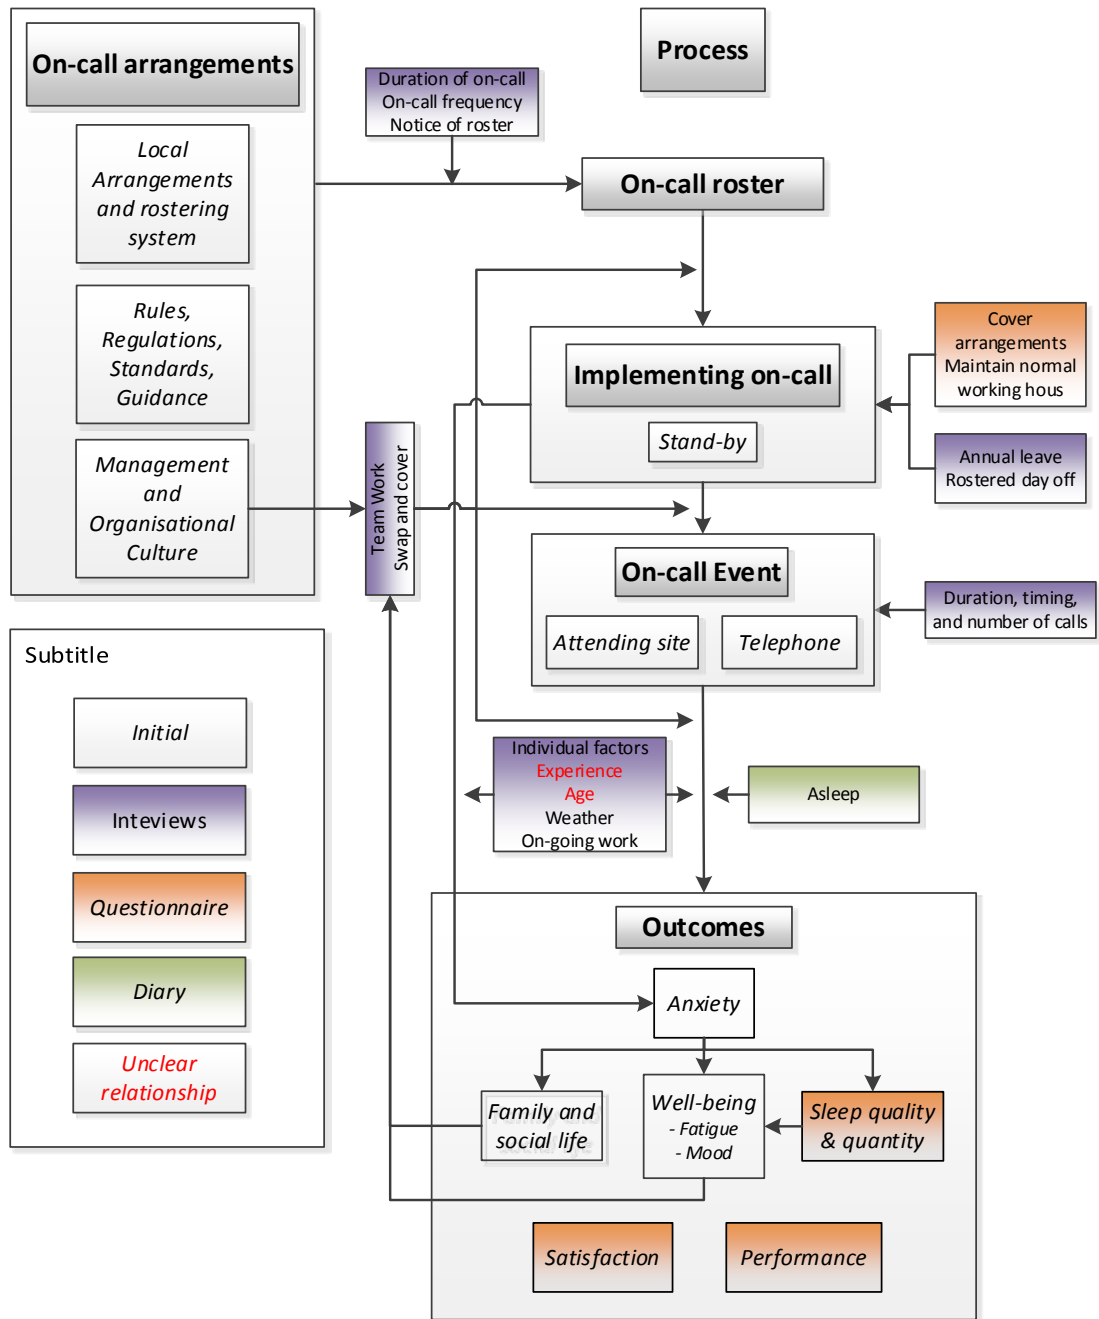 On-call arrangements
Local
Arrangements
and rostering
system
Rules,
Regulations,
Standards,
Guidance
Management
and
Organisational
Culture
Process
Duration of on-call
On-call frequency
Notice of roster
On-call roster
Implementing on-call
Stand-by
Cover
arrangements
Maintain normal
working hous
Annual leave
Rostered day off
Team Work
Swap and cover
On-call Event
Attending site
Telephone
Duration, timing,
and number of calls
Individual factors
Experience
Age
Weather
On-going work
Asleep
Outcomes
Anxiety
Family and
social life
Well-being
- Fatigue
- Mood
Sleep quality
& quantity
Satisfaction
Performance
Subtitle
Initial
Inteviews
Questionnaire
Diary
Unclear
relationship